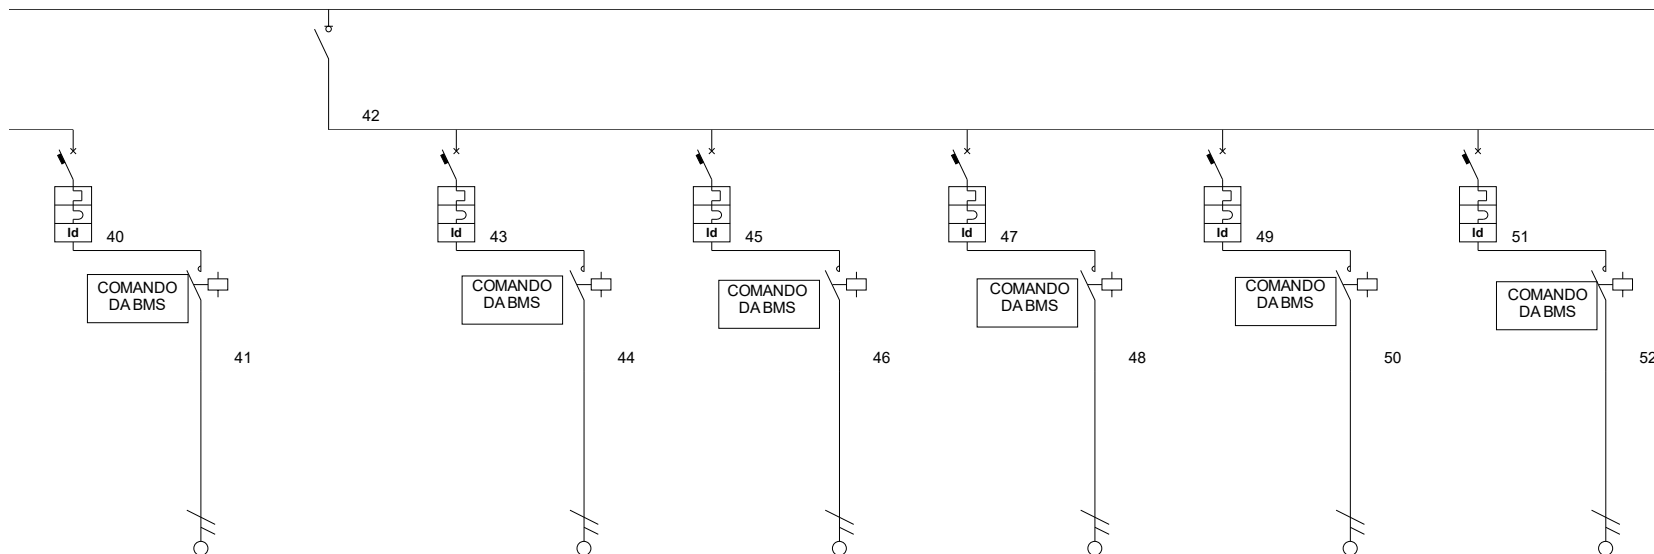 42
Id
40
Id
43
Id
45
Id
47
Id
49
Id
51
COMANDO
DA BMS
COMANDO
DA BMS
COMANDO
DA BMS
COMANDO
DA BMS
COMANDO
DA BMS
COMANDO
DA BMS
41
44
46
48
50
52